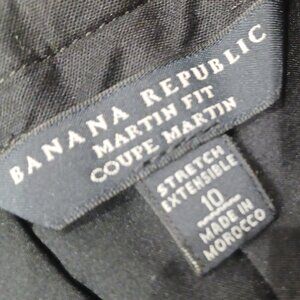 BANANA REPUBLIC
MARTIN FIT
COUPE MARTIN
STRETCH
EXTENSIBLE
10
MADE IN
MOROCCO